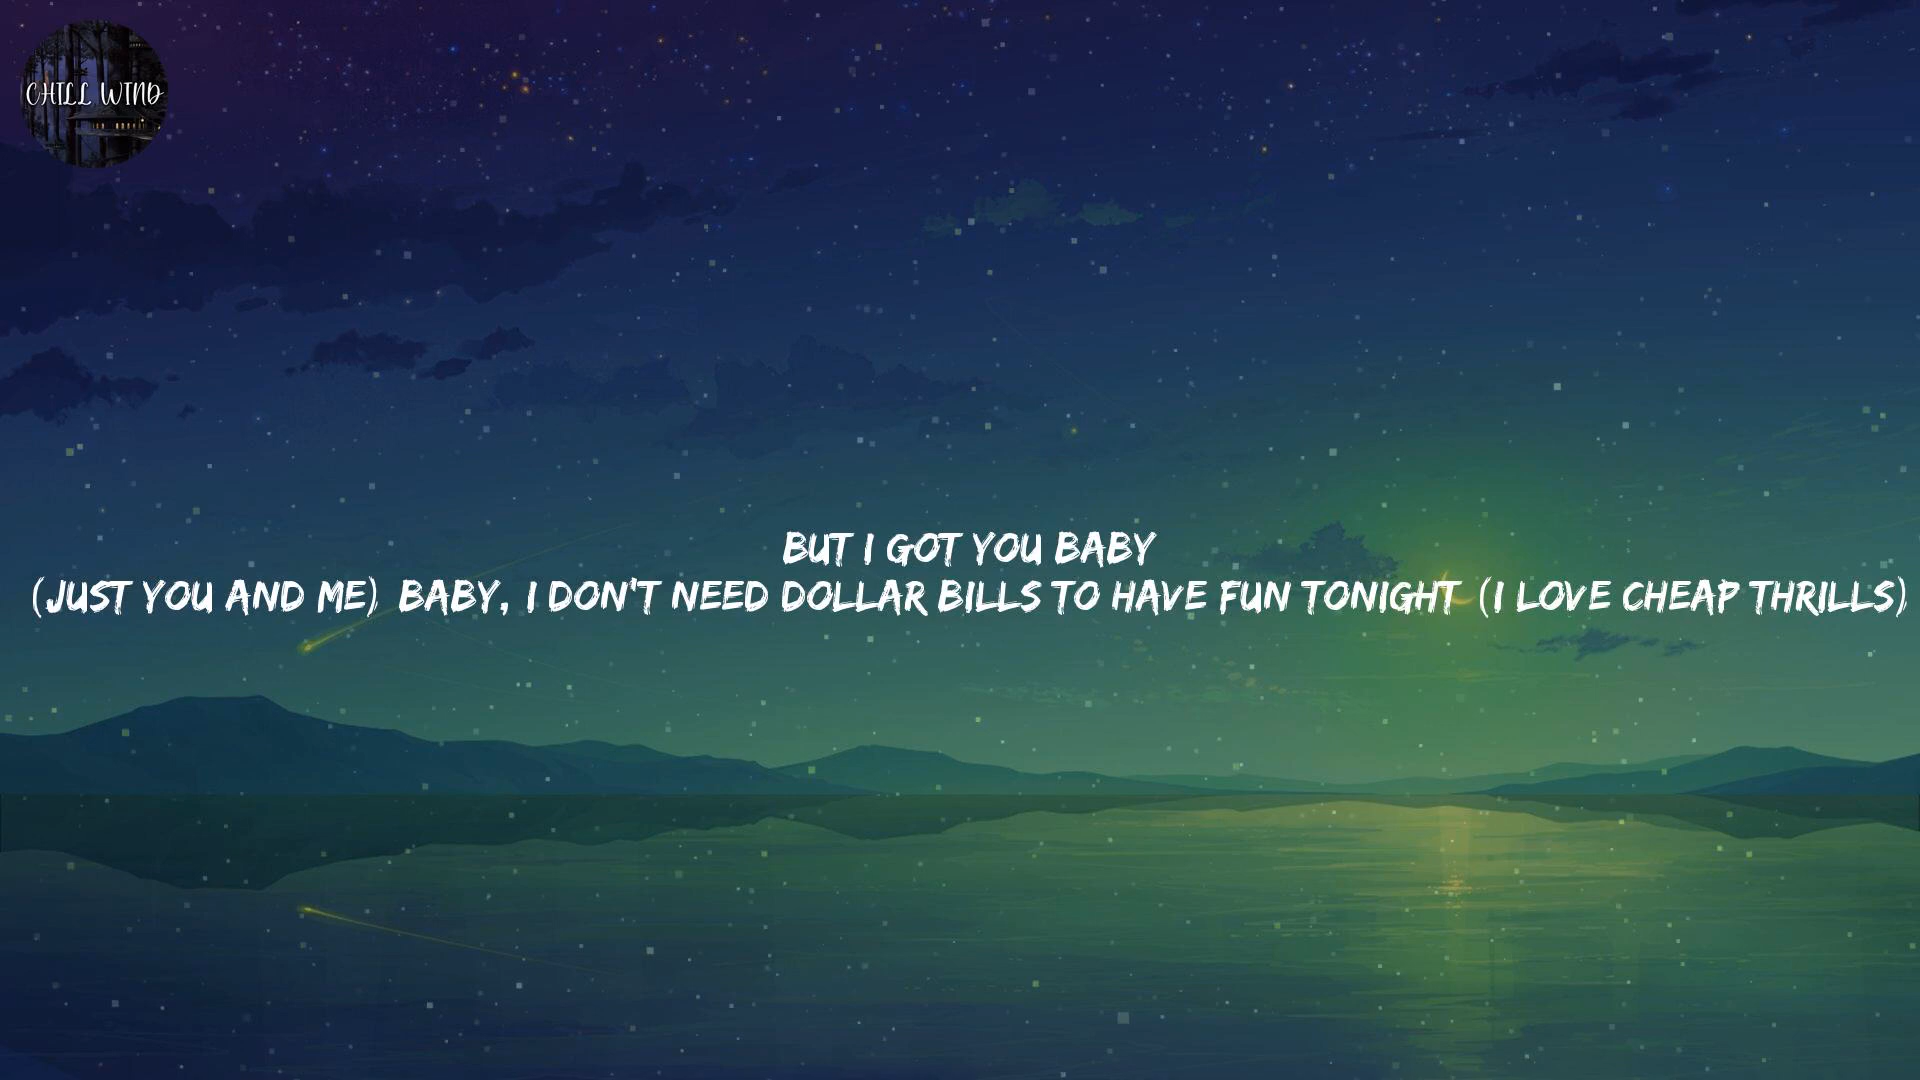 CHILL WIND
BUT I GOT YOU BABY
(JUST YOU AND ME) BABY, I DON'T NEED DOLLAR BILLS TO HAVE FUN TONIGHT (I LOVE CHEAP THRILLS)